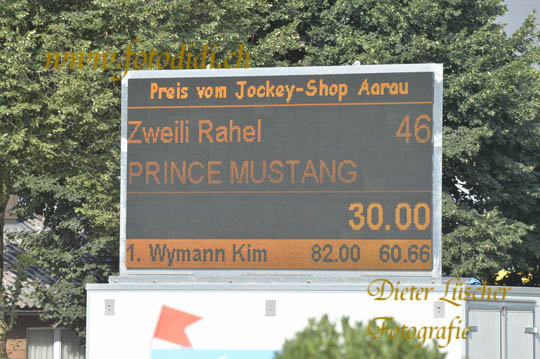 www.fotodidi.ch
Preis vom Jockey-Shop Aarau
Zweili Rahel 46
PRINCE MUSTANG
30.00
1. Wymann Kim 82.00 60.66
Dieter Lüscher
Fotografie